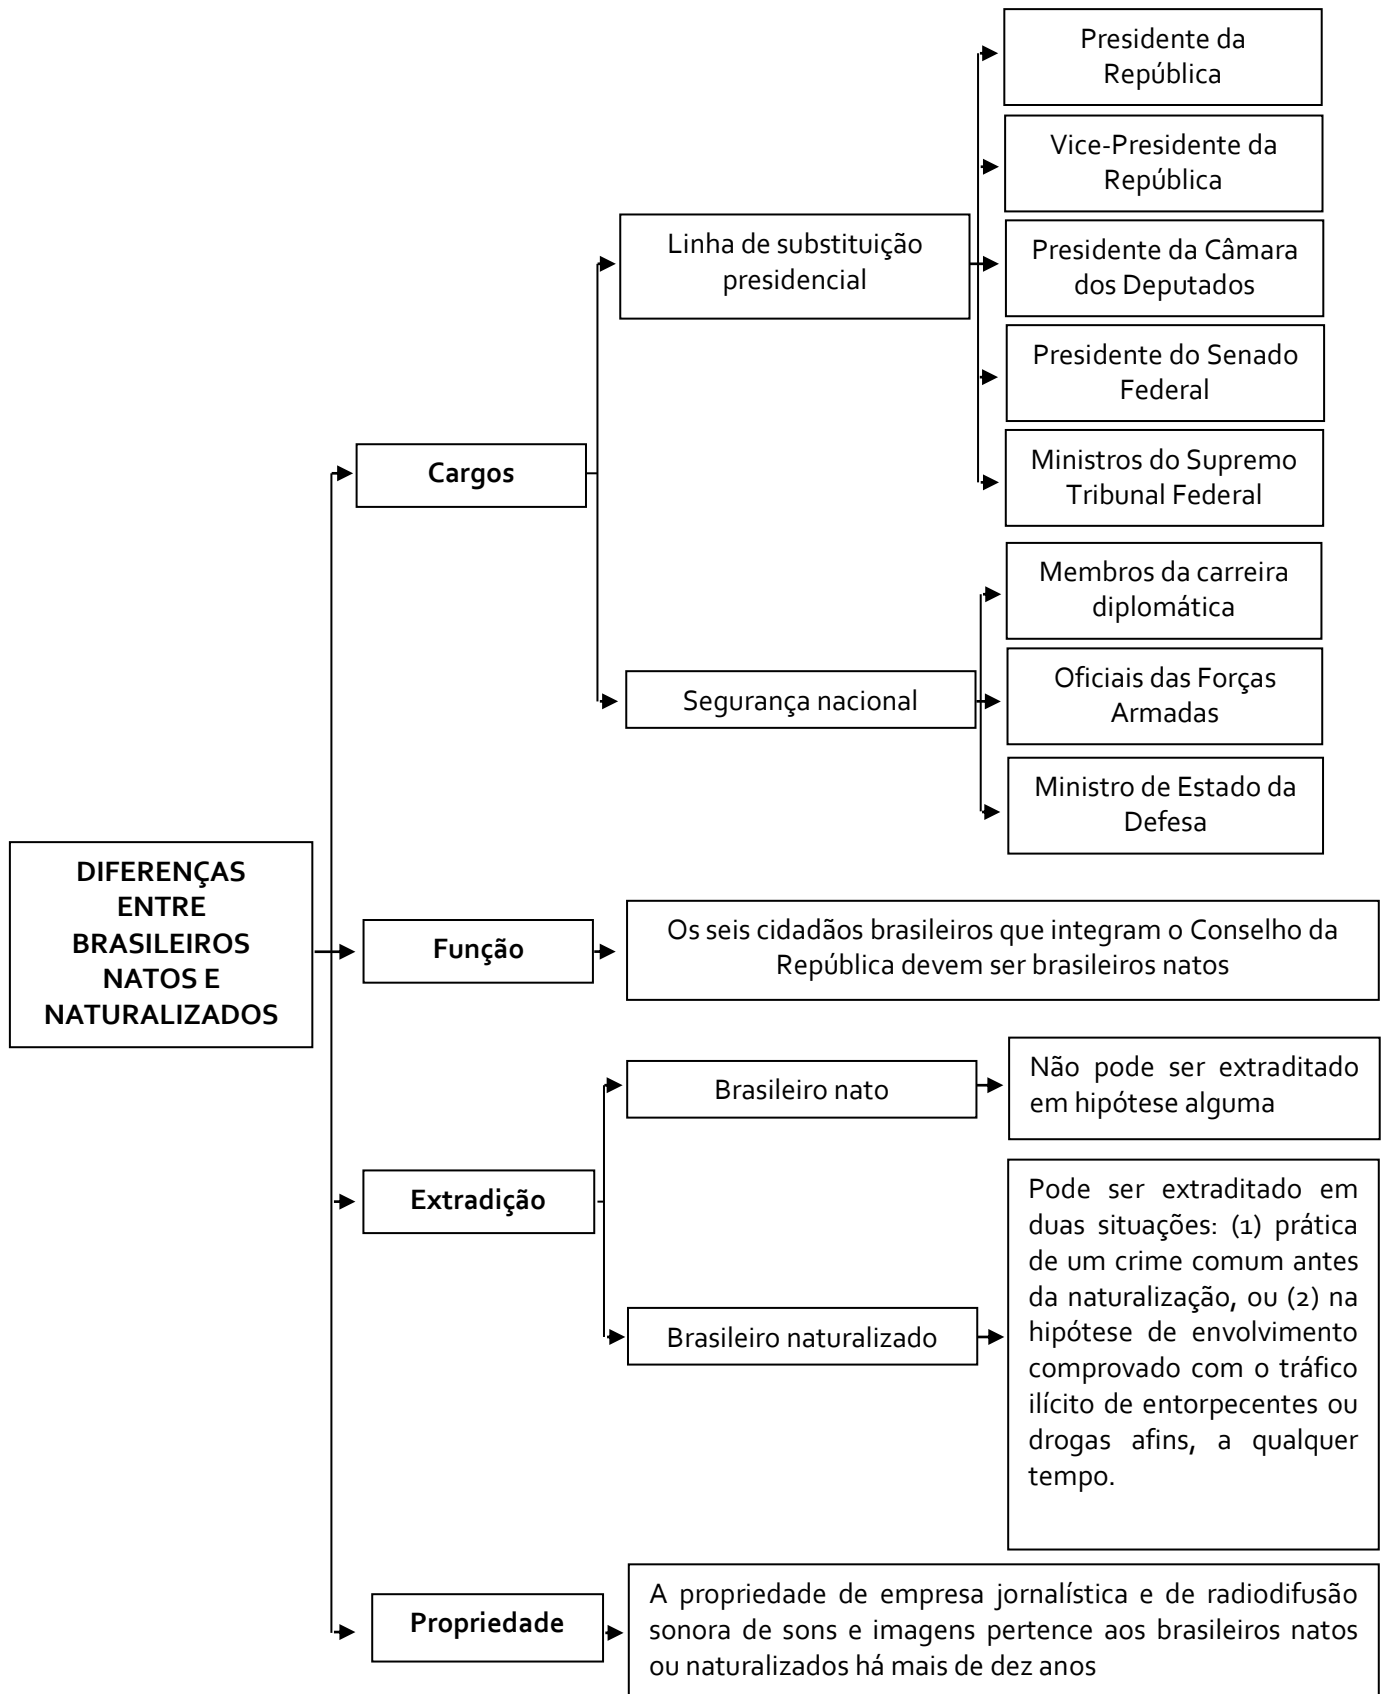 Presidente da
República
Vice-Presidente da
República
Linha de substituição
presidencial
Presidente da Câmara
dos Deputados
Presidente do Senado
Federal
Cargos
Ministros do Supremo
Tribunal Federal
Membros da carreira
diplomática
Segurança nacional
Oficiais das Forças
Armadas
Ministro de Estado da
Defesa
DIFERENÇAS
ENTRE
BRASILEIROS
NATOS E
NATURALIZADOS
Função
Os seis cidadãos brasileiros que integram o Conselho da
República devem ser brasileiros natos
Extradição
Brasileiro nato
Não pode ser extraditado
em hipótese alguma
Brasileiro naturalizado
Pode ser extraditado em
duas situações: (1) prática
de um crime comum antes
da naturalização, ou (2) na
hipótese de envolvimento
comprovado com o tráfico
ilícito de entorpecentes ou
drogas afins, a qualquer
tempo.
Propriedade
A propriedade de empresa jornalística e de radiodifusão
sonora de sons e imagens pertence aos brasileiros natos
ou naturalizados há mais de dez anos